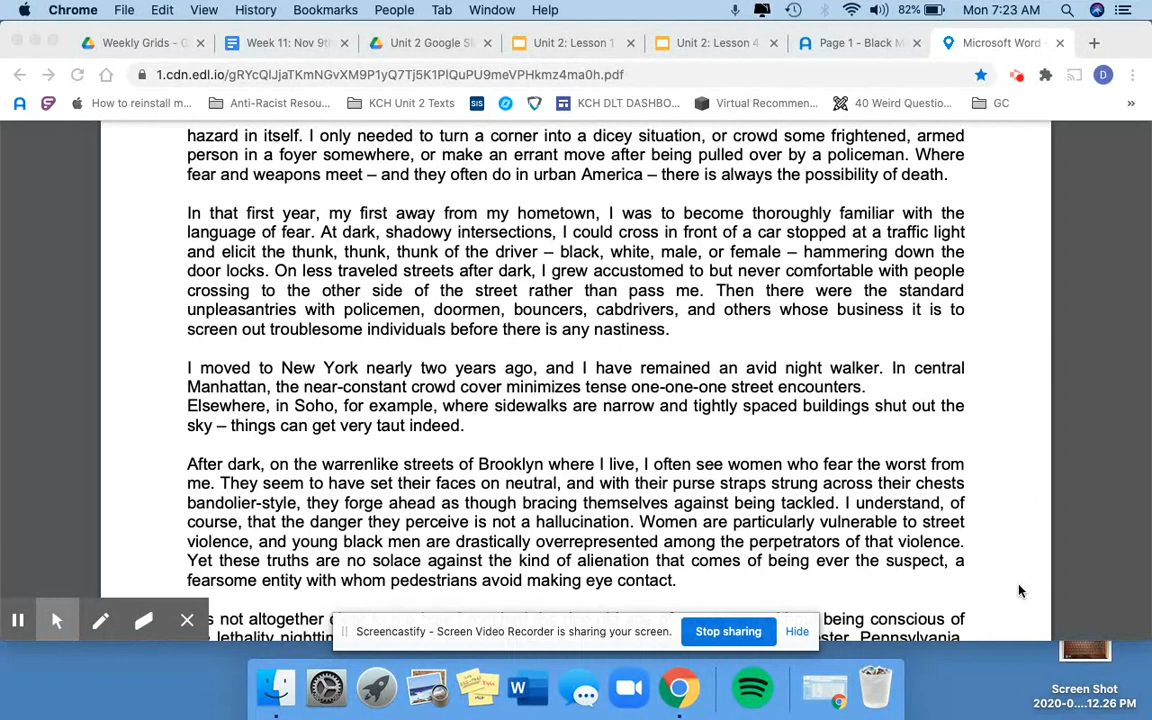 Chrome File Edit View History Bookmarks People Tab Window Help 82% Mon 7:23 AM
Weekly Grids - G Week 11: Nov 9th Unit 2 Google Sl Unit 2: Lesson 1 Unit 2: Lesson 4 Page 1 - Black M Microsoft Word -
1.cdn.edl.io/gRYcQlJjaTKmNGvXM9P1yQ7Tj5K1PlQuPU9meVPHkmz4ma0h.pdf D
How to reinstall m... Anti-Racist Resou... KCH Unit 2 Texts SIS KCH DLT DASHBO... Virtual Recommen... 40 Weird Questio... GC »
hazard in itself. I only needed to turn a corner into a dicey situation, or crowd some frightened, armed
person in a foyer somewhere, or make an errant move after being pulled over by a policeman. Where
fear and weapons meet – and they often do in urban America – there is always the possibility of death.
In that first year, my first away from my hometown, I was to become thoroughly familiar with the
language of fear. At dark, shadowy intersections, I could cross in front of a car stopped at a traffic light
and elicit the thunk, thunk, thunk of the driver – black, white, male, or female – hammering down the
door locks. On less traveled streets after dark, I grew accustomed to but never comfortable with people
crossing to the other side of the street rather than pass me. Then there were the standard
unpleasantries with policemen, doormen, bouncers, cabdrivers, and others whose business it is to
screen out troublesome individuals before there is any nastiness.
I moved to New York nearly two years ago, and I have remained an avid night walker. In central
Manhattan, the near-constant crowd cover minimizes tense one-one-one street encounters.
Elsewhere, in Soho, for example, where sidewalks are narrow and tightly spaced buildings shut out the
sky – things can get very taut indeed.
After dark, on the warrenlike streets of Brooklyn where I live, I often see women who fear the worst from
me. They seem to have set their faces on neutral, and with their purse straps strung across their chests
bandolier-style, they forge ahead as though bracing themselves against being tackled. I understand, of
course, that the danger they perceive is not a hallucination. Women are particularly vulnerable to street
violence, and young black men are drastically overrepresented among the perpetrators of that violence.
Yet these truths are no solace against the kind of alienation that comes of being ever the suspect, a
fearsome entity with whom pedestrians avoid making eye contact.
not altogether being conscious of
lethality Pennsylvania,
Screencastify - Screen Video Recorder is sharing your screen. Stop sharing Hide
Screen Shot
2020-0....12.26 PM